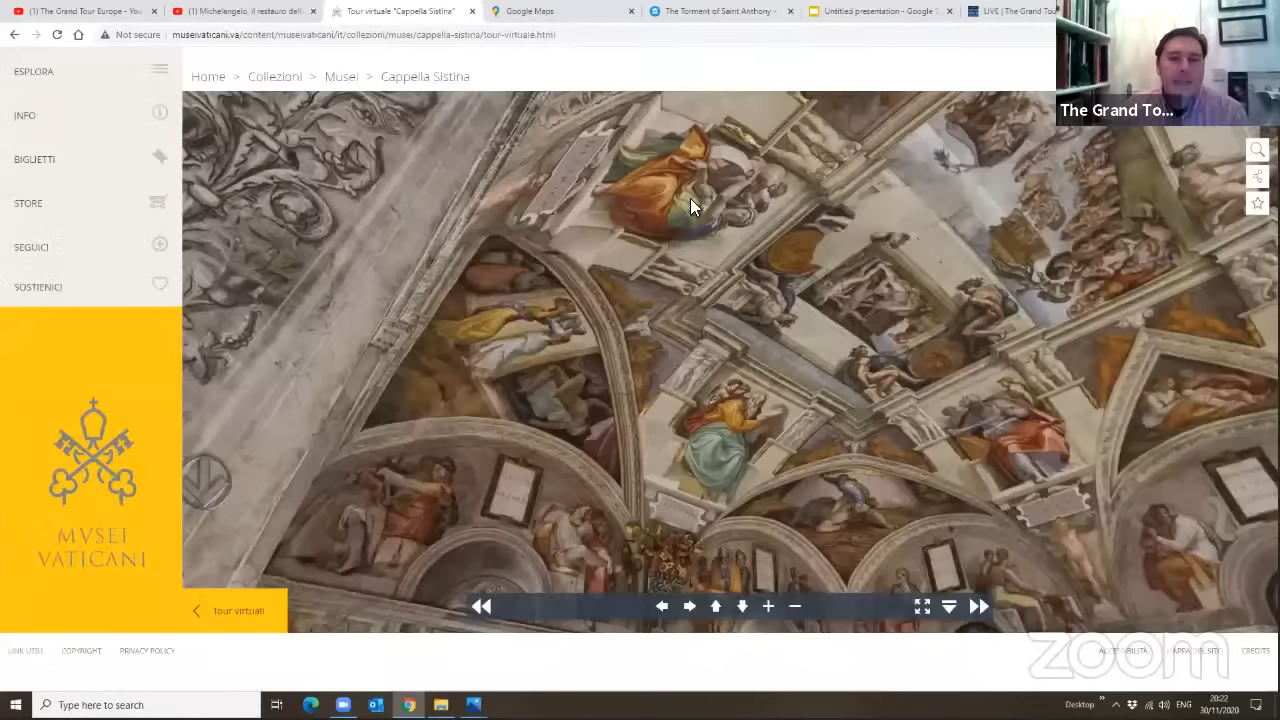 (1) The Grand Tour Europe - You
(1) Michelangelo, il restauro dell
Tour virtuale "Cappella Sistina"
Google Maps
The Torment of Saint Anthony -
Untitled presentation - Google S
LIVE | The Grand Tou
Not secure
museivaticani.va/content/museivaticani/it/collezioni/musei/cappella-sistina/tour-virtuale.html
The Grand To...
Home > Collezioni > Musei > Cappella Sistina
ESPLORA
INFO
BIGLIETTI
STORE
SEGUICI
SOSTIENICI
MVSEI
VATICANI
Tour virtuali
LINK UTILI
COPYRIGHT
PRIVACY POLICY
ACCESSIBILITA'
MAPPA DEL SITO
CREDITS
zoom
Type here to search
Desktop
ENG
20:22
30/11/2020